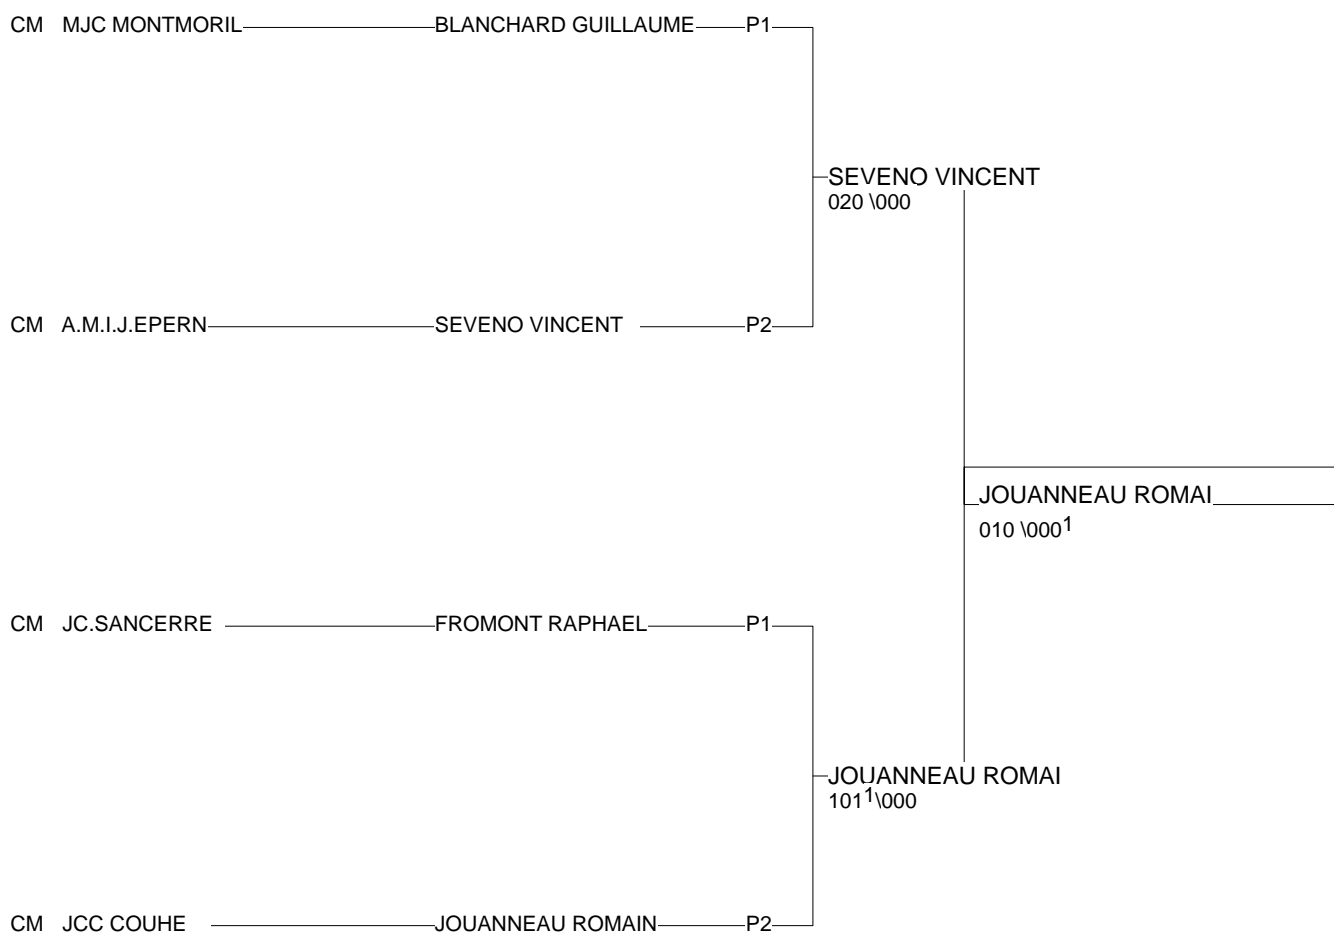 CM MJC MONTMORIL BLANCHARD GUILLAUME P1
SEVENO VINCENT
020 \000
CM A.M.I.J.EPERN SEVENO VINCENT P2
JOUANNEAU ROMAI
010 \000¹
CM JC.SANCERRE FROMONT RAPHAEL P1
JOUANNEAU ROMAI
101¹\000
CM JCC COUHE JOUANNEAU ROMAIN P2